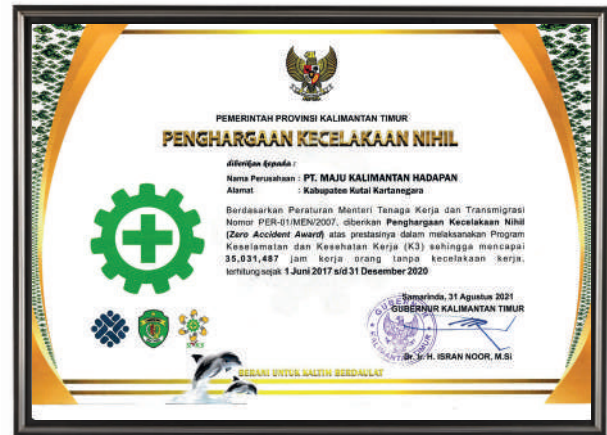 PEMERINTAH PROVINSI KALIMANTAN TIMUR
PENGHARGAAN KECELAKAAN NIHIL
diberikan kepada :
Nama Perusahaan : PT. MAJU KALIMANTAN HADAPAN
Alamat : Kabupaten Kutai Kartanegara
Berdasarkan Peraturan Menteri Tenaga Kerja dan Transmigrasi
Nomor PER-01/MEN/2007, diberikan Penghargaan Kecelakaan Nihil
(Zero Accident Award) atas prestasinya dalam melaksanakan Program
Keselamatan dan Kesehatan Kerja (K3) sehingga mencapai
35,031,487 jam kerja orang tanpa kecelakaan kerja,
terhitung sejak 1 Juni 2017 s/d 31 Desember 2020
Samarinda, 31 Agustus 2021
GUBERNUR KALIMANTAN TIMUR
Dr. Ir. H. ISRAN NOOR, M.Si
BERANI UNTUK KALTIM BERDAULAT